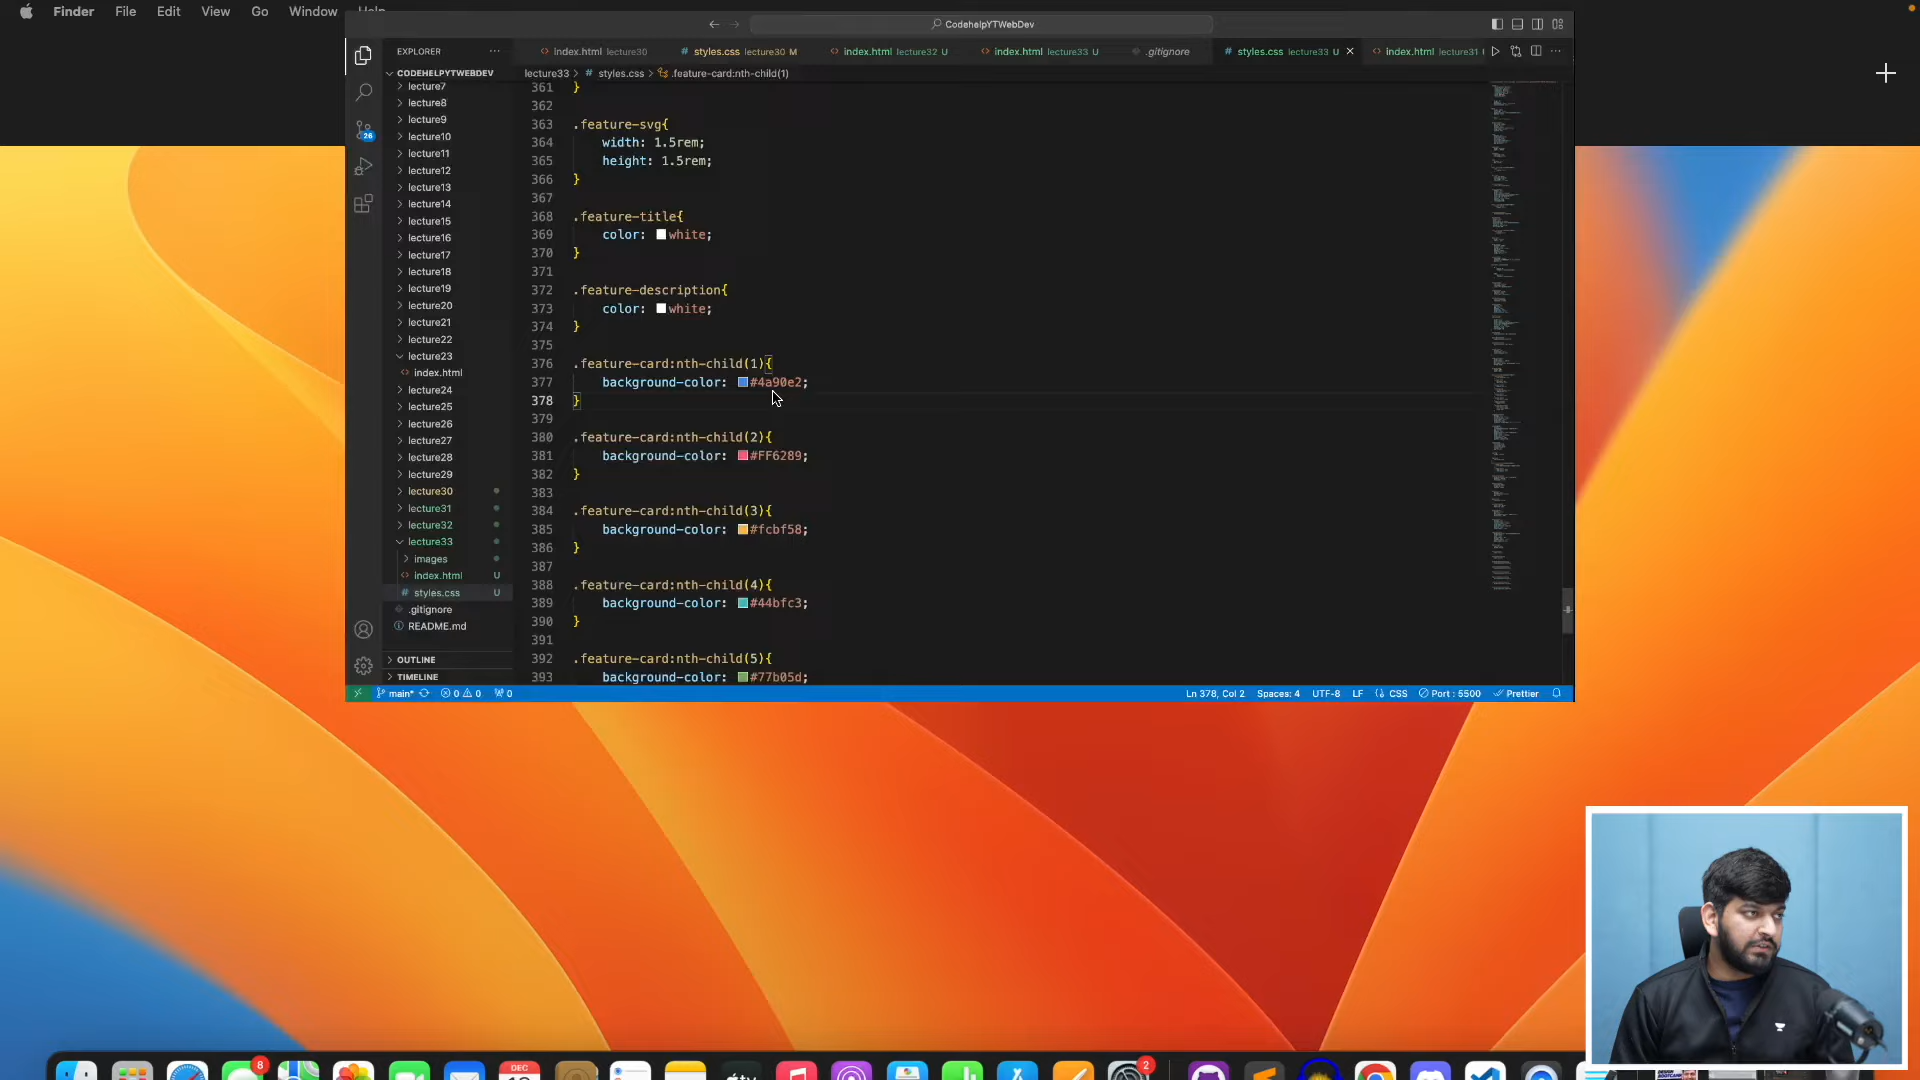 Finder File Edit View Go Window Help
CodehelpYTWebDev
EXPLORER
index.html lecture30
styles.css lecture30 M
index.html lecture32 U
index.html lecture33 U
.gitignore
styles.css lecture33 U
index.html lecture31
CODEHELPYTWEBDEV
lecture33 > # styles.css > .feature-card:nth-child(1)
lecture7
lecture8
lecture9
lecture10
lecture11
lecture12
lecture13
lecture14
lecture15
lecture16
lecture17
lecture18
lecture19
lecture20
lecture21
lecture22
lecture23
index.html
lecture24
lecture25
lecture26
lecture27
lecture28
lecture29
lecture30
lecture31
lecture32
lecture33
images
index.html U
# styles.css U
.gitignore
README.md
OUTLINE
TIMELINE
26
361 }
362
363 .feature-svg{
364 width: 1.5rem;
365 height: 1.5rem;
366 }
367
368 .feature-title{
369 color: white;
370 }
371
372 .feature-description{
373 color: white;
374 }
375
376 .feature-card:nth-child(1){
377 background-color: #4a90e2;
378 }
379
380 .feature-card:nth-child(2){
381 background-color: #FF6289;
382 }
383
384 .feature-card:nth-child(3){
385 background-color: #fcbf58;
386 }
387
388 .feature-card:nth-child(4){
389 background-color: #44bfc3;
390 }
391
392 .feature-card:nth-child(5){
393 background-color: #77b05d;
main* 0 0 0
Ln 378, Col 2 Spaces: 4 UTF-8 LF CSS Port : 5500 Prettier
8
DEC
tv
2